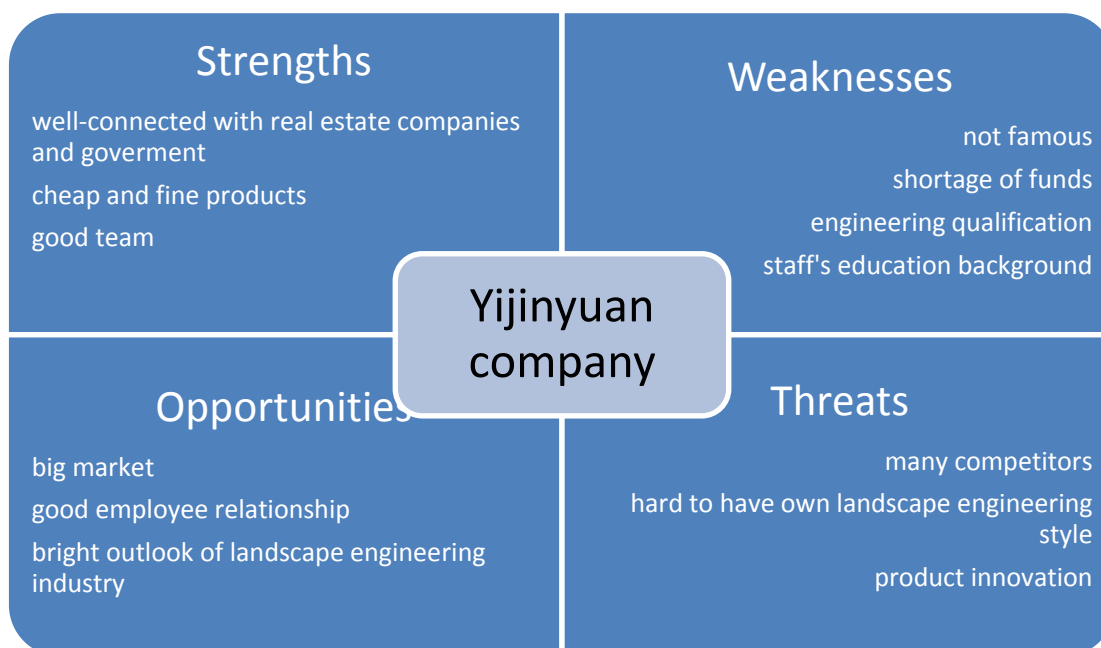 Strengths
well-connected with real estate companies
and goverment
cheap and fine products
good team
Weaknesses
not famous
shortage of funds
engineering qualification
staff's education background
Yijinyuan
company
Opportunities
big market
good employee relationship
bright outlook of landscape engineering
industry
Threats
many competitors
hard to have own landscape engineering
style
product innovation